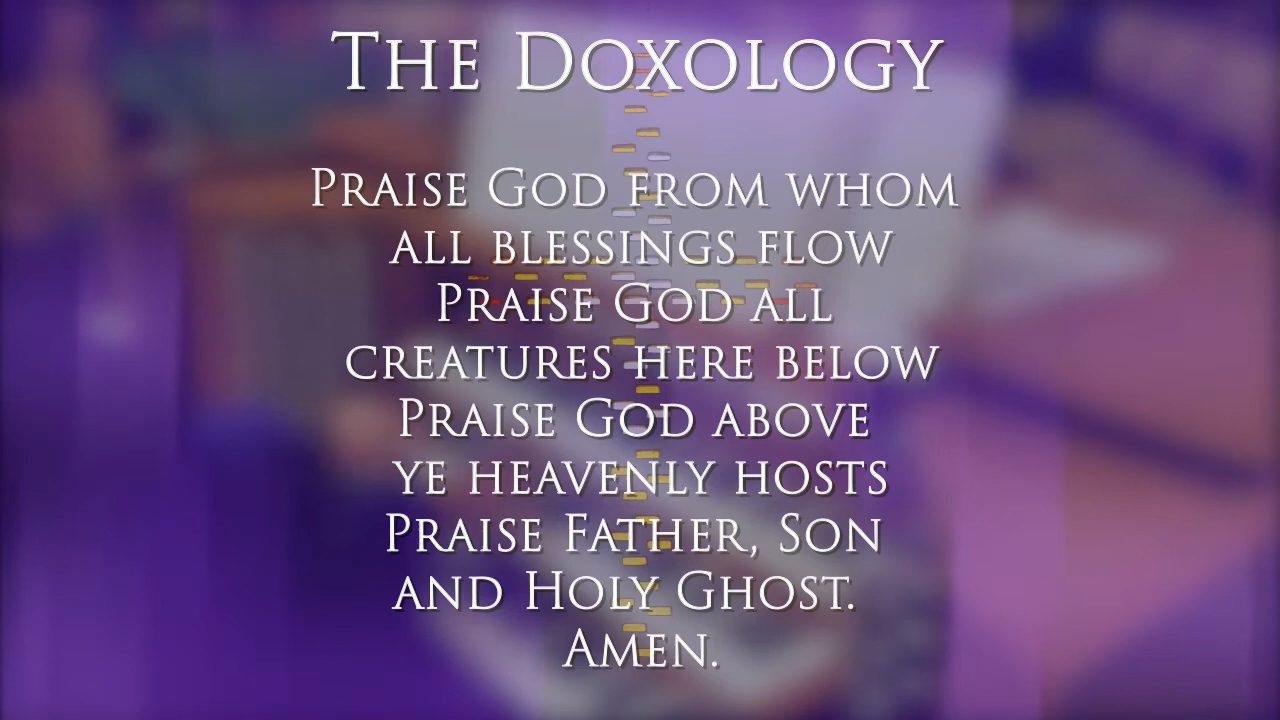 The Doxology
Praise God from whom
all blessings flow
Praise God all
creatures here below
Praise God above
ye heavenly hosts
Praise Father, Son
and Holy Ghost.
Amen.